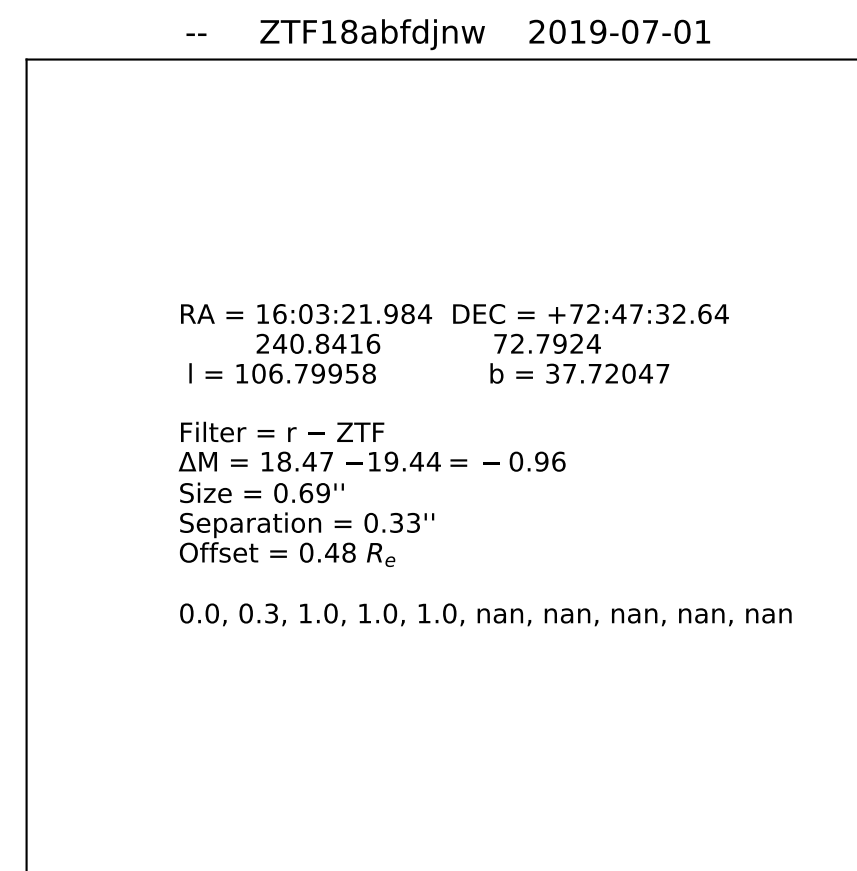 -- ZTF18abfdjnw 2019-07-01
RA = 16:03:21.984 DEC = +72:47:32.64
240.8416 72.7924
l = 106.79958 b = 37.72047
Filter = r − ZTF
ΔM = 18.47 −19.44 = − 0.96
Size = 0.69''
Separation = 0.33''
Offset = 0.48 Rₑ
0.0, 0.3, 1.0, 1.0, 1.0, nan, nan, nan, nan, nan